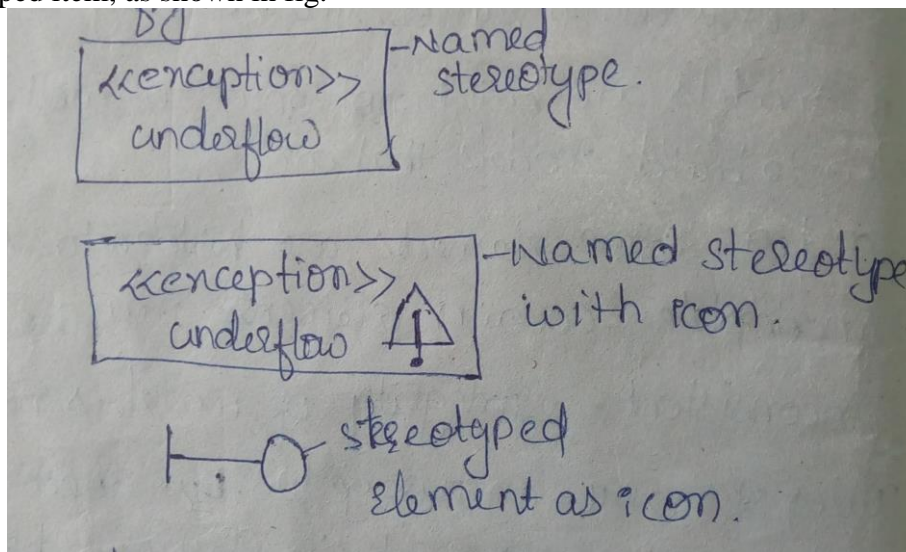 ped item, as shown in fig.
<<exception>>
underflow
-Named
stereotype.
<<exception>>
underflow
!
-Named stereotype
with icon.
stereotyped
Element as icon.